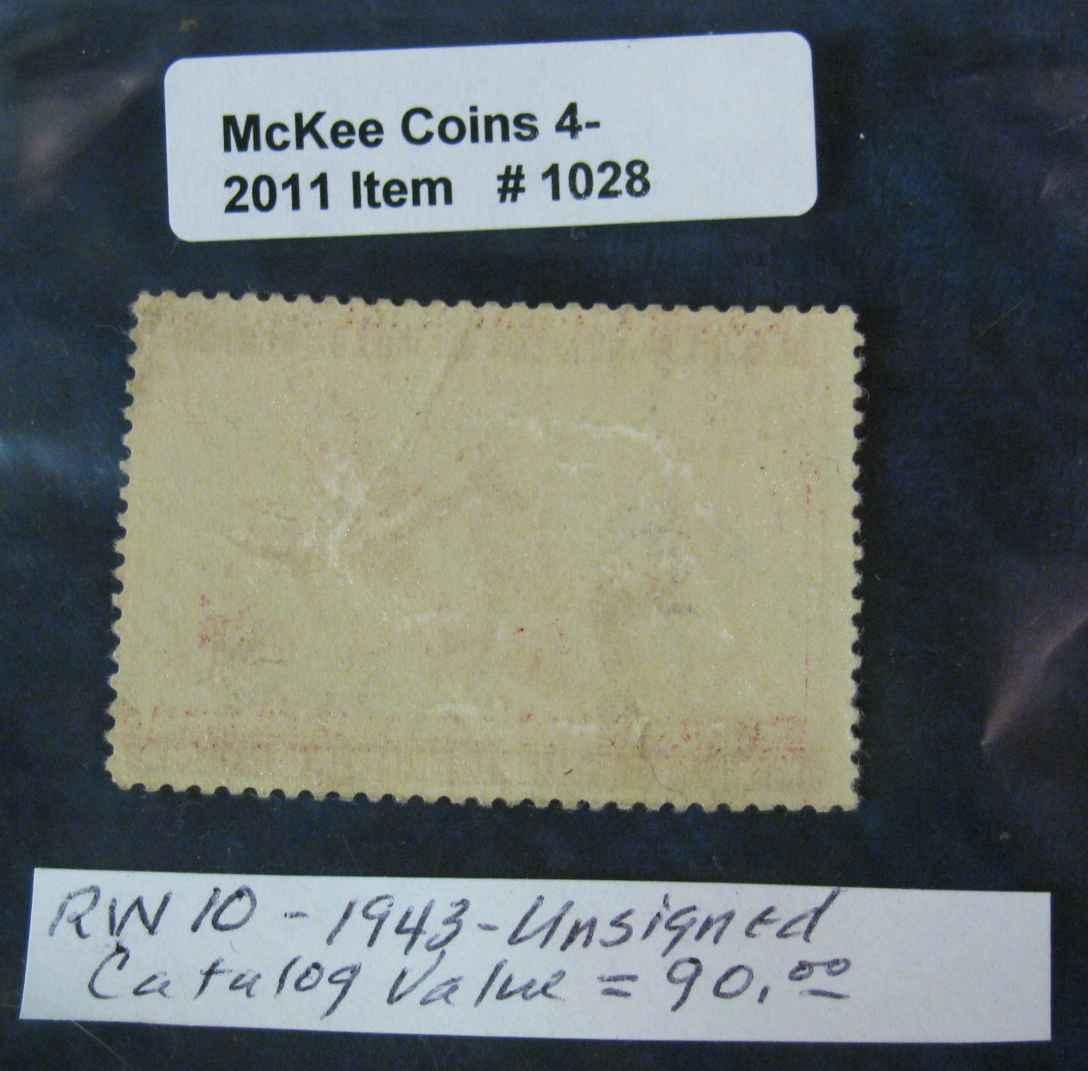 McKee Coins 4-
2011 Item # 1028
RW 10 - 1943 - Unsigned
Catalog Value = 90.00